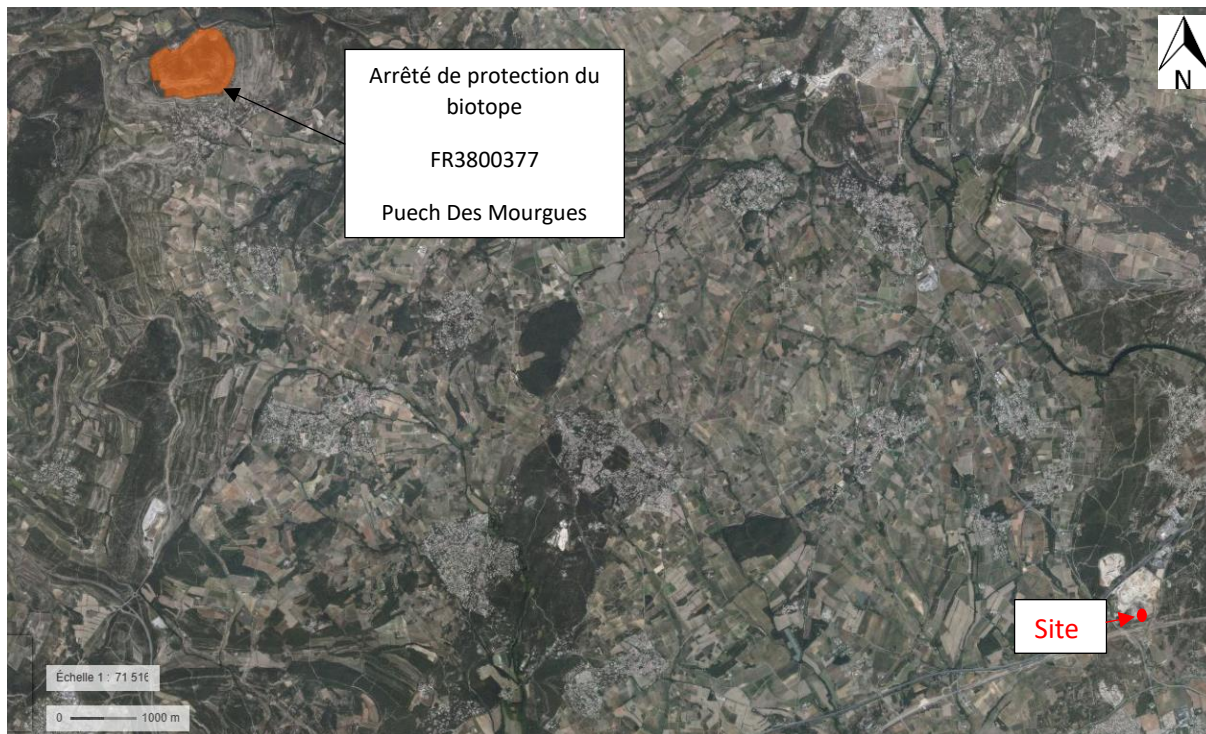 Arrêté de protection du
biotope
FR3800377
Puech Des Mourgues
N
Site
Échelle 1 : 71 516
0 1000 m